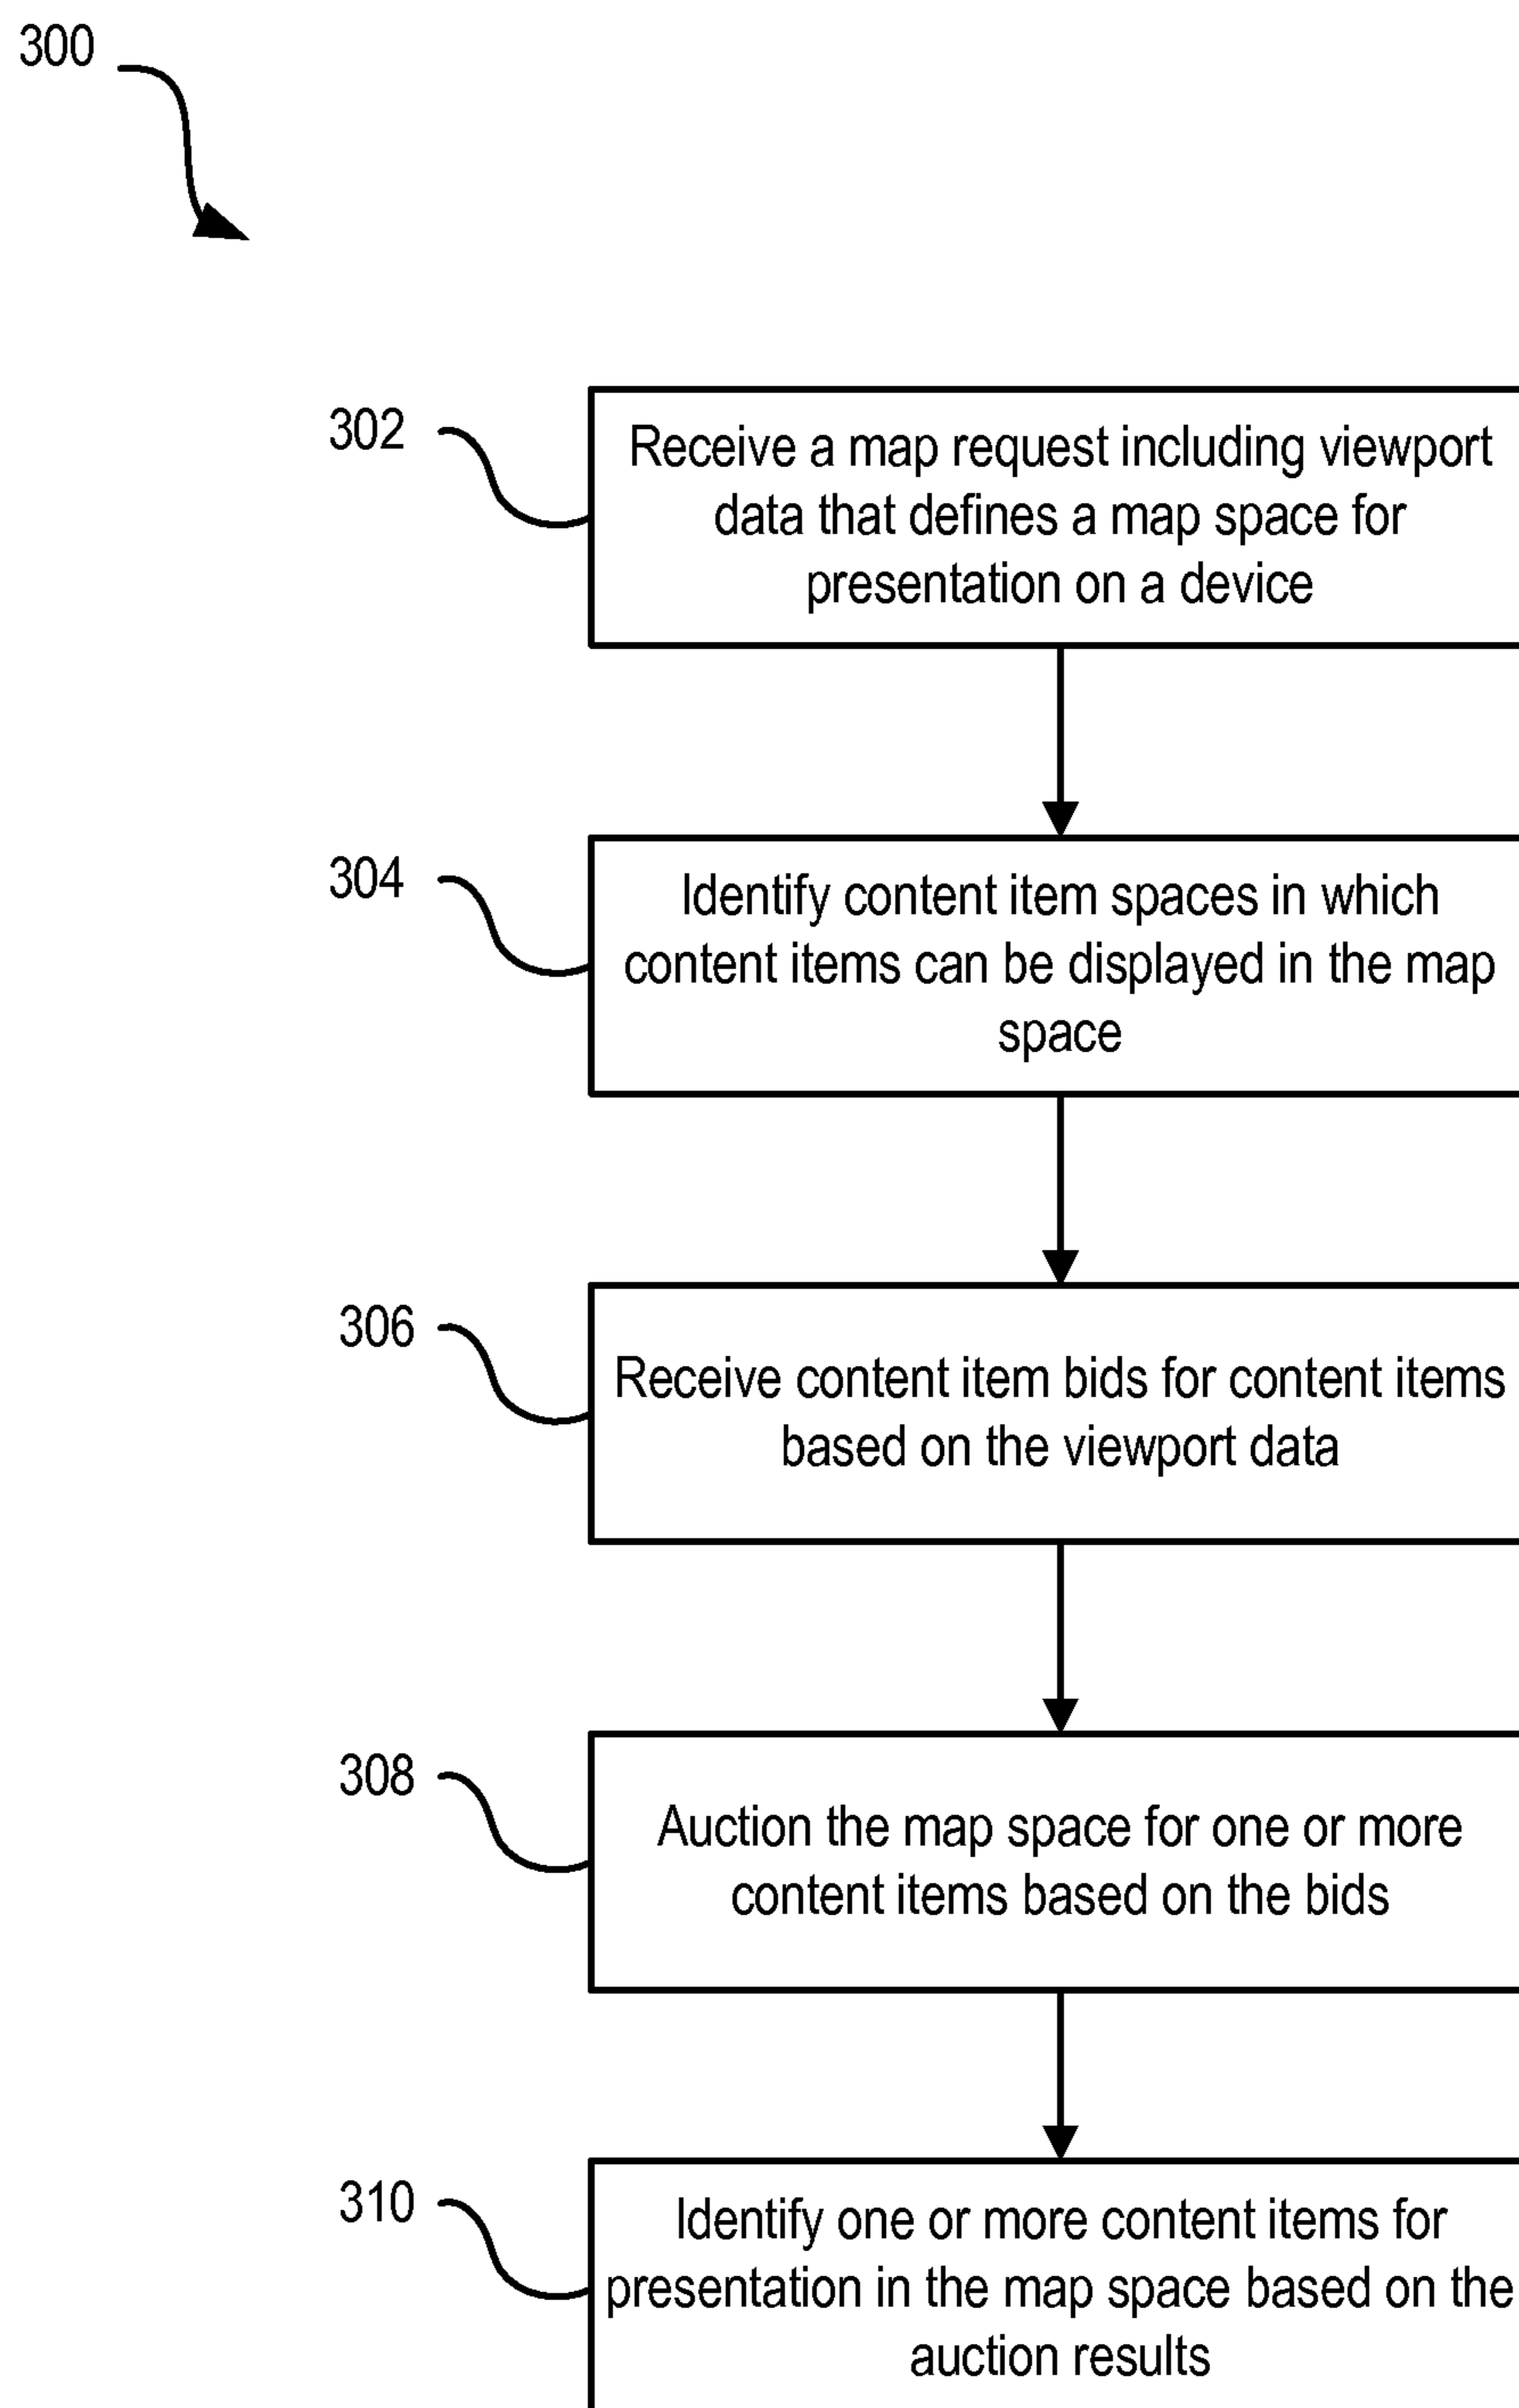 300
302
Receive a map request including viewport
data that defines a map space for
presentation on a device
304
Identify content item spaces in which
content items can be displayed in the map
space
306
Receive content item bids for content items
based on the viewport data
308
Auction the map space for one or more
content items based on the bids
310
Identify one or more content items for
presentation in the map space based on the
auction results